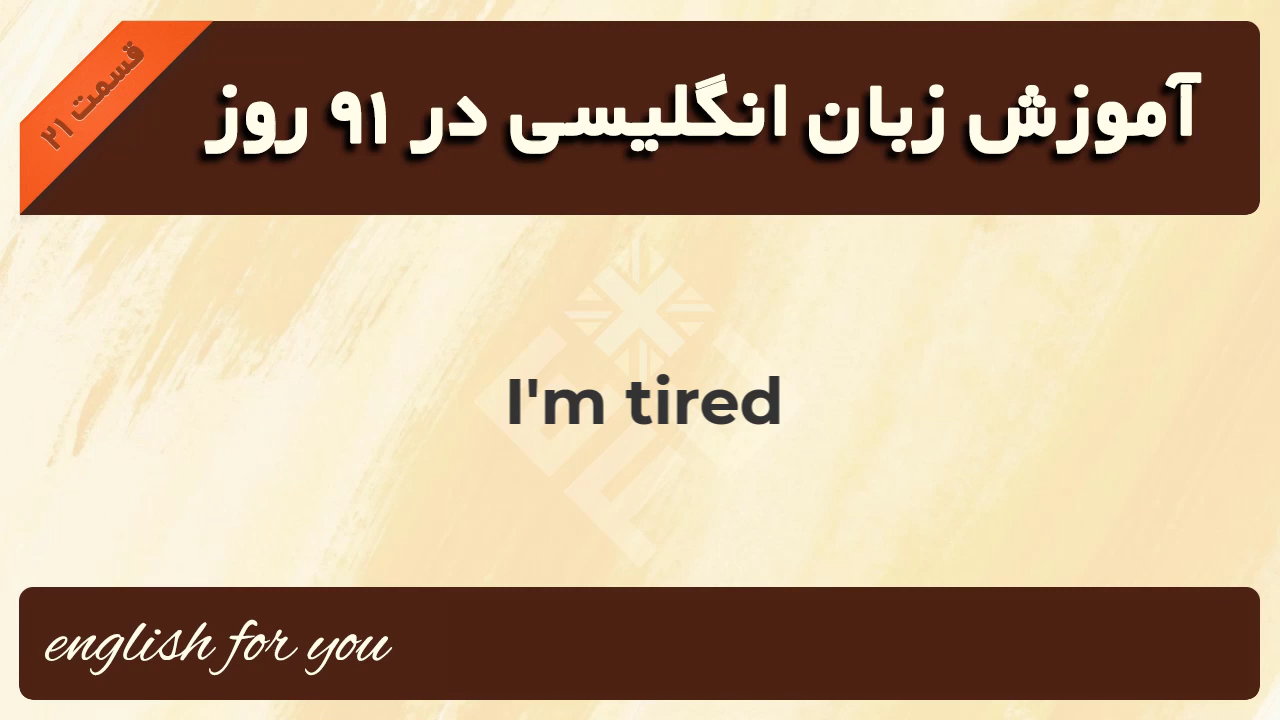 قسمت ۲۱
آموزش زبان انگلیسی در ۹۱ روز
I'm tired
english for you